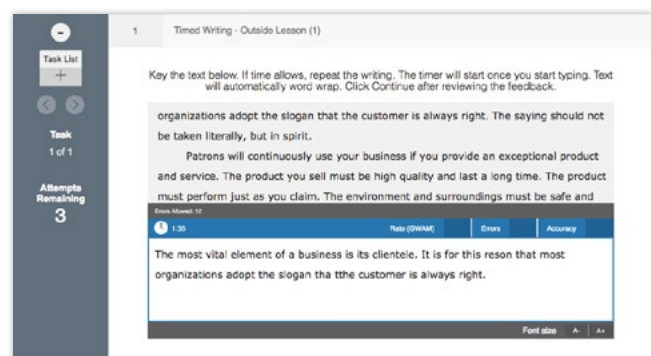 1 Timed Writing - Outside Lesson (1)
Task List
+
Task
1 of 1
Attempts
Remaining
3
Key the text below. If time allows, repeat the writing. The timer will start once you start typing. Text
will automatically word wrap. Click Continue after reviewing the feedback.
organizations adopt the slogan that the customer is always right. The saying should not
be taken literally, but in spirit.
Patrons will continuously use your business if you provide an exceptional product
and service. The product you sell must be high quality and last a long time. The product
must perform just as you claim. The environment and surroundings must be safe and
Errors Allowed: 12
1:35 Rate (GWAM) Errors Accuracy
The most vital element of a business is its clientele. It is for this reson that most
organizations adopt the slogan tha tthe customer is always right.
Font size A- A+